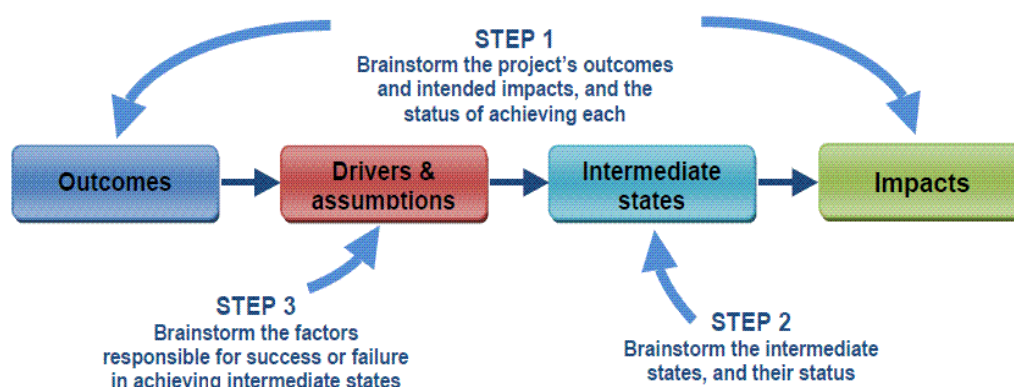 STEP 1
Brainstorm the project's outcomes
and intended impacts, and the
status of achieving each
Outcomes
Drivers &
assumptions
Intermediate
states
Impacts
STEP 3
Brainstorm the factors
responsible for success or failure
in achieving intermediate states
STEP 2
Brainstorm the intermediate
states, and their status